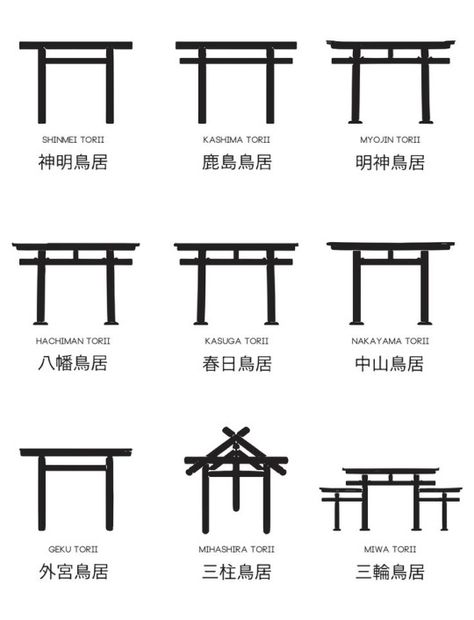 SHINMEI TORII
神明鳥居
KASHIMA TORII
鹿島鳥居
MYOJIN TORII
明神鳥居
HACHIMAN TORII
八幡鳥居
KASUGA TORII
春日鳥居
NAKAYAMA TORII
中山鳥居
GEKU TORII
外宮鳥居
MIHASHIRA TORII
三柱鳥居
MIWA TORII
三輪鳥居